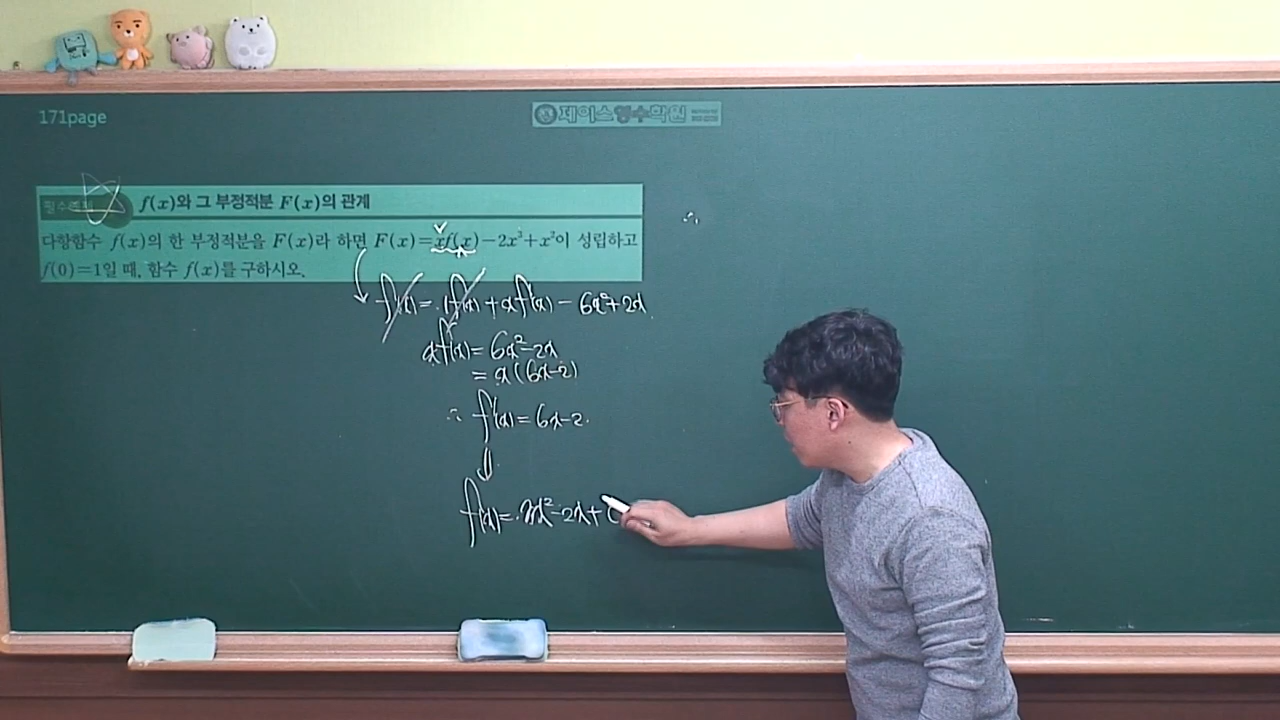 171page
제이스형수학원
필수예제 f(x)와 그 부정적분 F(x)의 관계
다항함수 f(x)의 한 부정적분을 F(x)라 하면 F(x)=xf(x)-2x³+x²이 성립하고
f(0)=1일 때, 함수 f(x)를 구하시오.
∴
f(x)=1f(x)+xf'(x)-6x²+2x
xf'(x)=6x²-2x
=x(6x-2)
∴ f'(x)=6x-2.
f(x)=3x²-2x+C